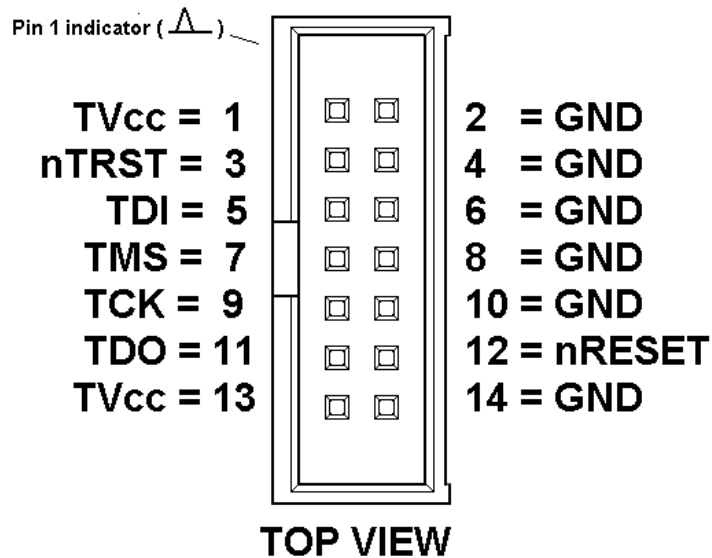 Pin 1 indicator ( )
TVcc = 1 2 = GND
nTRST = 3 4 = GND
TDI = 5 6 = GND
TMS = 7 8 = GND
TCK = 9 10 = GND
TDO = 11 12 = nRESET
TVcc = 13 14 = GND
TOP VIEW